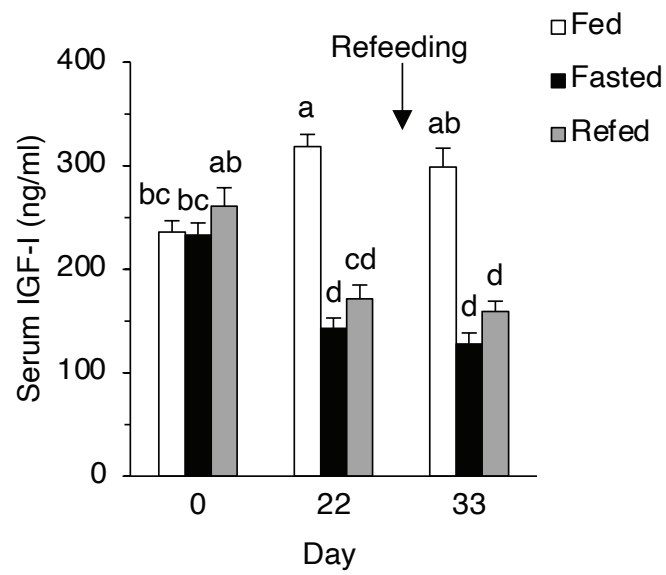 Fed
Fasted
Refed
Refeeding
400
300
200
100
0
Serum IGF-I (ng/ml)
bc bc ab
a d cd
ab d d
0 22 33
Day